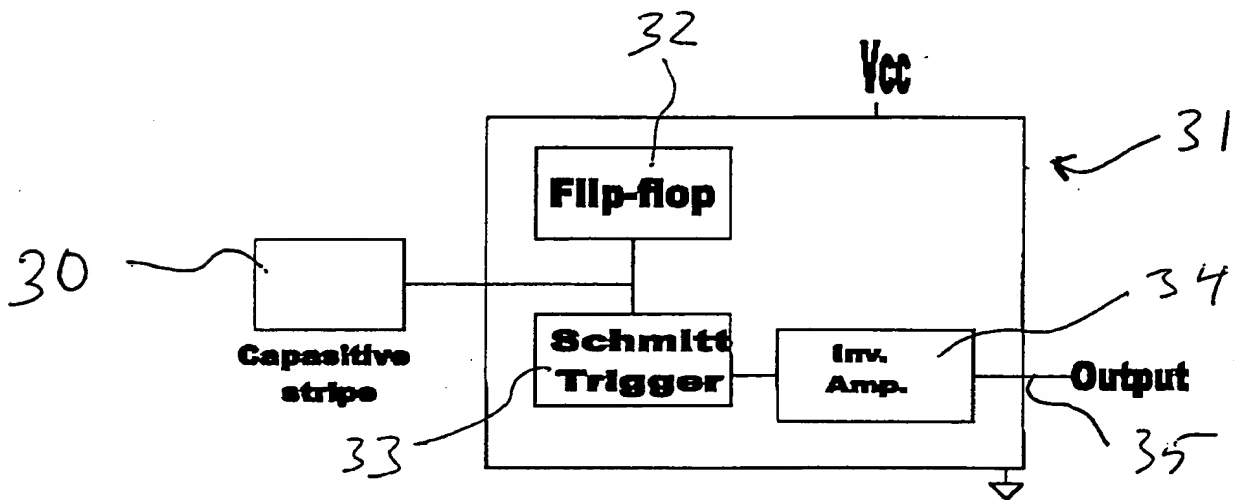 32
Vcc
31
Flip-flop
30
34
Capasitive
stripe
Schmitt
Trigger
Inv.
Amp.
Output
33
35